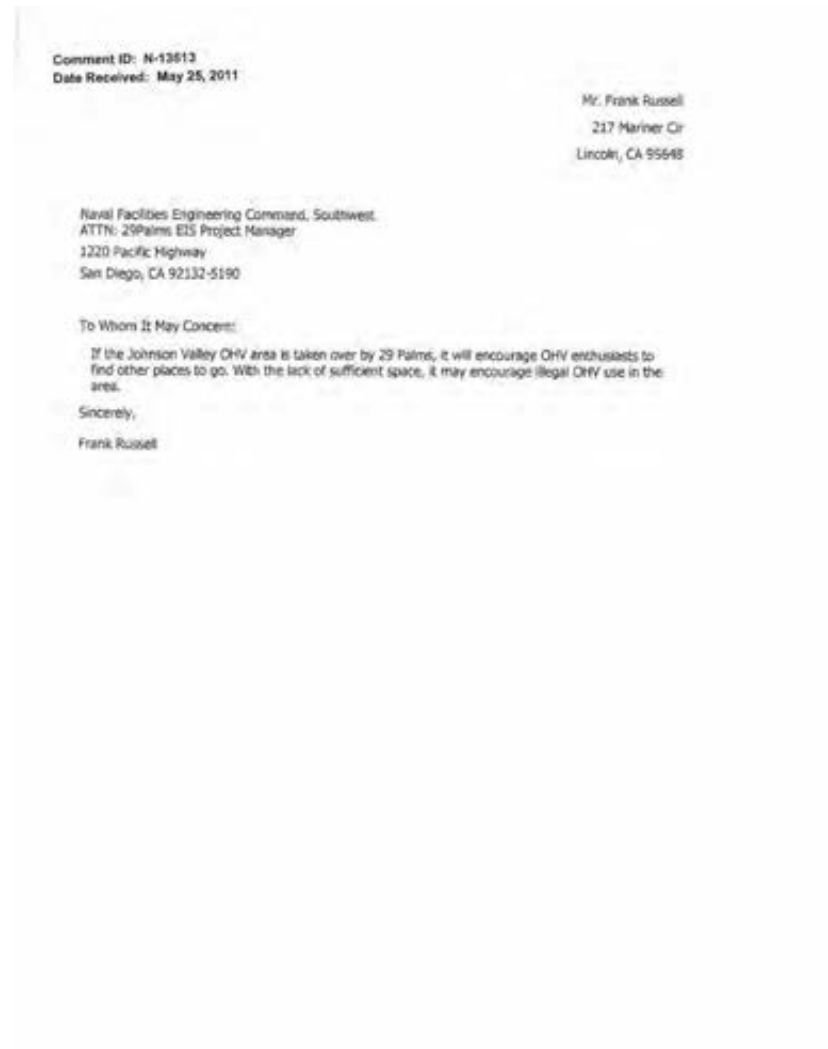 Comment ID: N-13613
Date Received: May 25, 2011
Mr. Frank Russell
217 Mariner Cir
Lincoln, CA 95648
Naval Facilities Engineering Command, Southwest
ATTN: 29Palms EIS Project Manager
1220 Pacific Highway
San Diego, CA 92132-5190
To Whom It May Concern:
If the Johnson Valley OHV area is taken over by 29 Palms, it will encourage OHV enthusiasts to
find other places to go. With the lack of sufficient space, it may encourage illegal OHV use in the
area.
Sincerely,
Frank Russell